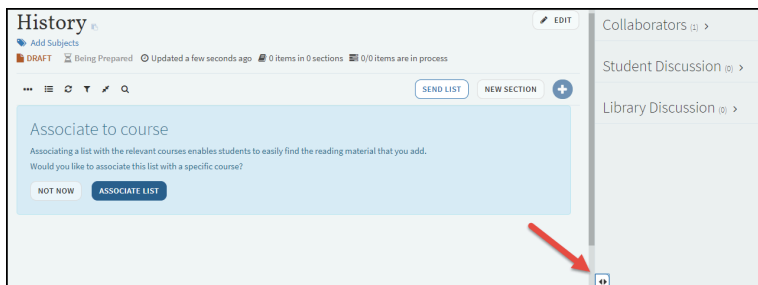 History
EDIT
Add Subjects
DRAFT Being Prepared Updated a few seconds ago 0 items in 0 sections 0/0 items are in process
SEND LIST NEW SECTION
Associate to course
Associating a list with the relevant courses enables students to easily find the reading material that you add.
Would you like to associate this list with a specific course?
NOT NOW ASSOCIATE LIST
Collaborators (1) >
Student Discussion (0) >
Library Discussion (0) >